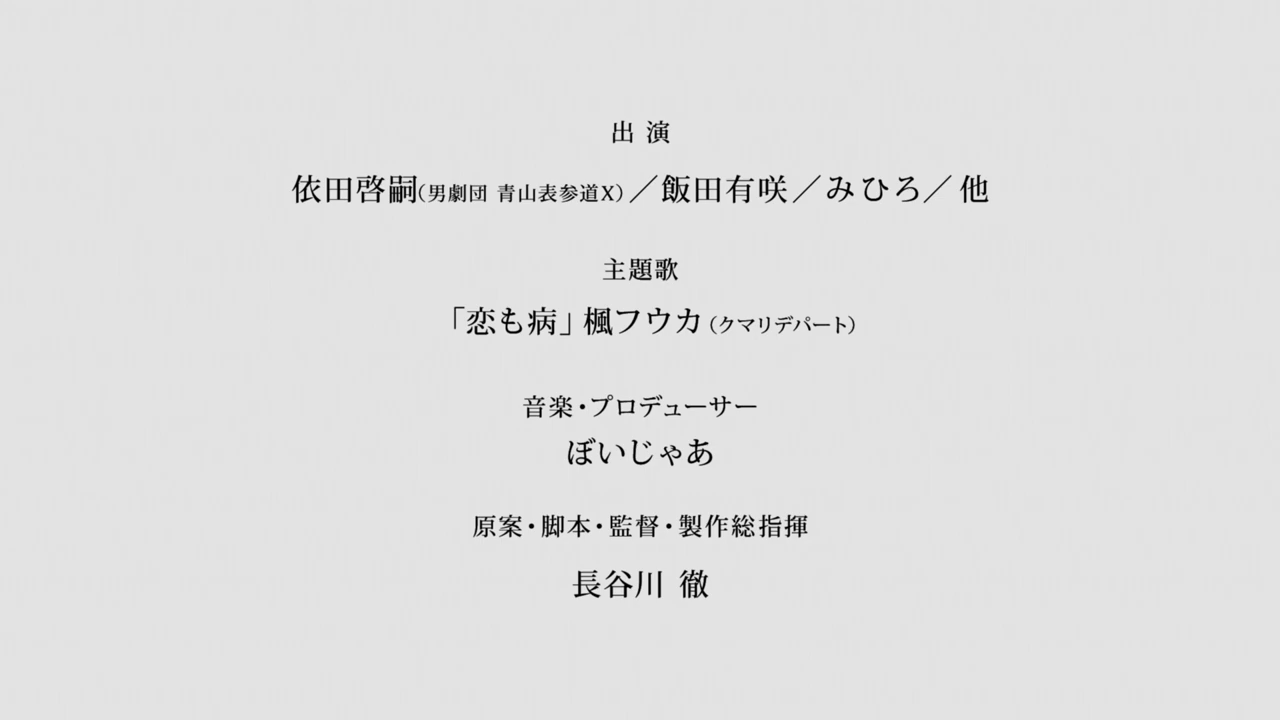 出 演
依田啓嗣(男劇団 青山表参道X)／飯田有咲／みひろ／他
主題歌
「恋も病」楓フウカ(クマリデパート)
音楽・プロデューサー
ぼいじゃあ
原案・脚本・監督・製作総指揮
長谷川 徹